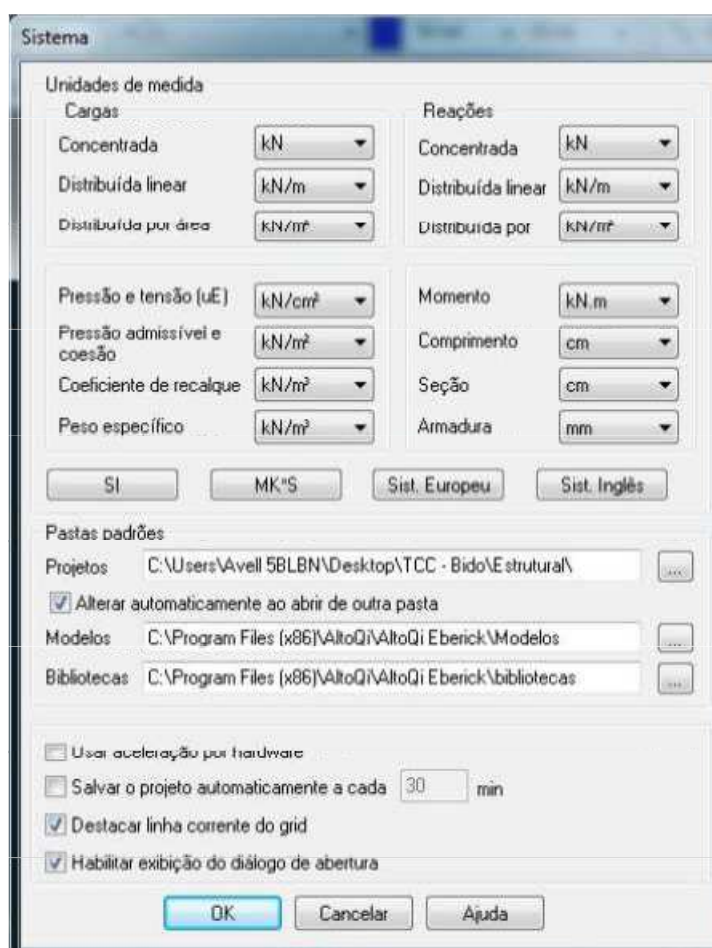 Sistema
Unidades de medida
Cargas
Concentrada kN
Distribuída linear kN/m
Distribuída por área kN/m²
Reações
Concentrada kN
Distribuída linear kN/m
Distribuída por kN/m²
Pressão e tensão (uE) kN/cm²
Pressão admissível e
coesão kN/m²
Coeficiente de recalque kN/m³
Peso específico kN/m³
Momento kN.m
Comprimento cm
Seção cm
Armadura mm
SI MK*S Sist. Europeu Sist. Inglês
Pastas padrões
Projetos C:\Users\Avell 5BLBN\Desktop\TCC - Bido\Estrutural\ ...
Alterar automaticamente ao abrir de outra pasta
Modelos C:\Program Files (x86)\AltoQi\AltoQi Eberick\Modelos ...
Bibliotecas C:\Program Files (x86)\AltoQi\AltoQi Eberick\bibliotecas ...
Usar aceleração por hardware
Salvar o projeto automaticamente a cada 30 min
Destacar linha corrente do grid
Habilitar exibição do diálogo de abertura
OK Cancelar Ajuda